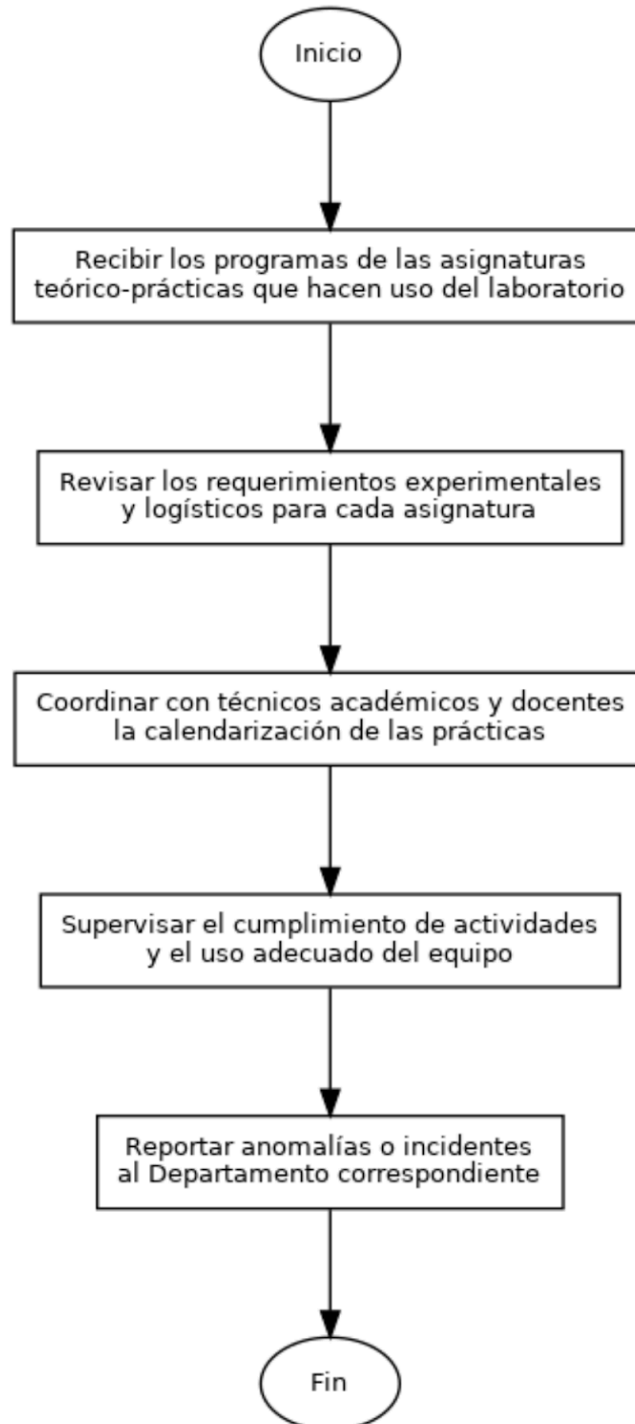 Inicio
Recibir los programas de las asignaturas
teórico-prácticas que hacen uso del laboratorio
Revisar los requerimientos experimentales
y logísticos para cada asignatura
Coordinar con técnicos académicos y docentes
la calendarización de las prácticas
Supervisar el cumplimiento de actividades
y el uso adecuado del equipo
Reportar anomalías o incidentes
al Departamento correspondiente
Fin